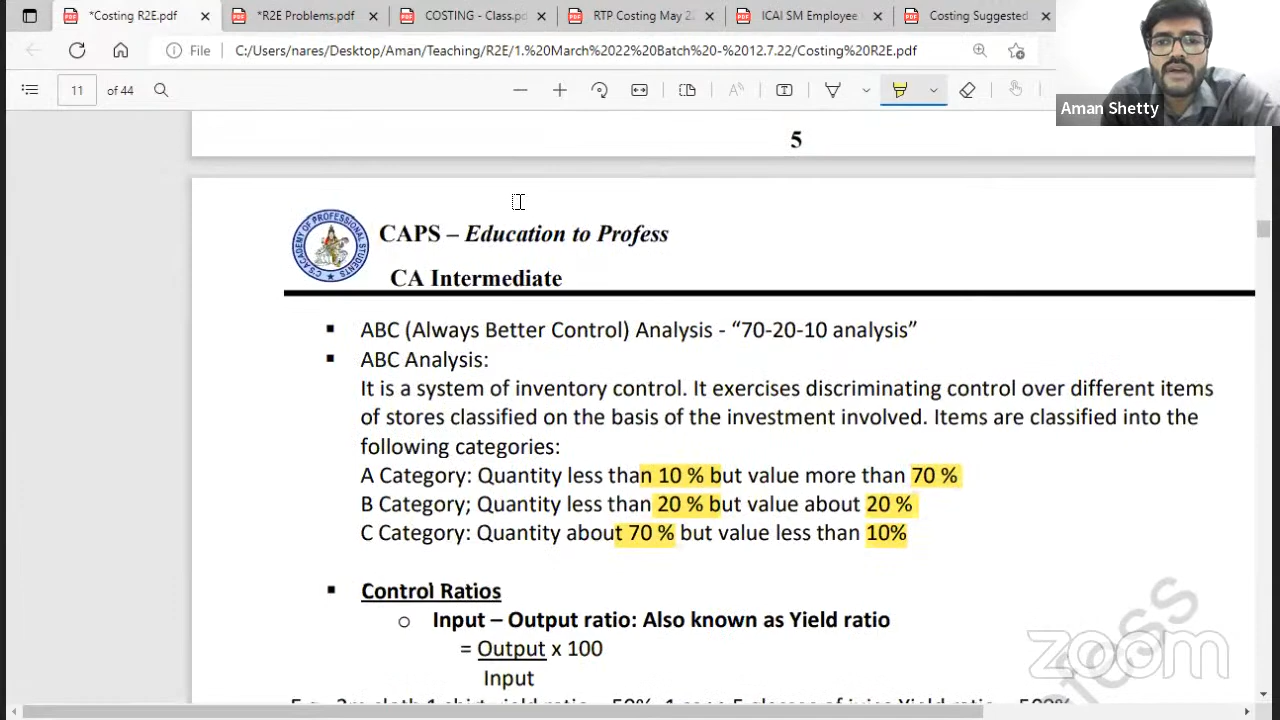 *Costing R2E.pdf
*R2E Problems.pdf
COSTING - Class.pd
RTP Costing May 2
ICAI SM Employee
Costing Suggested
File
C:/Users/nares/Desktop/Aman/Teaching/R2E/1.%20March%2022%20Batch%20-%2012.7.22/Costing%20R2E.pdf
11 of 44
Aman Shetty
5
CAPS – Education to Profess
CA Intermediate
▪ ABC (Always Better Control) Analysis - “70-20-10 analysis”
▪ ABC Analysis:
It is a system of inventory control. It exercises discriminating control over different items
of stores classified on the basis of the investment involved. Items are classified into the
following categories:
A Category: Quantity less than 10 % but value more than 70 %
B Category; Quantity less than 20 % but value about 20 %
C Category: Quantity about 70 % but value less than 10%
▪ Control Ratios
o Input – Output ratio: Also known as Yield ratio
= Output x 100
Input
zoom